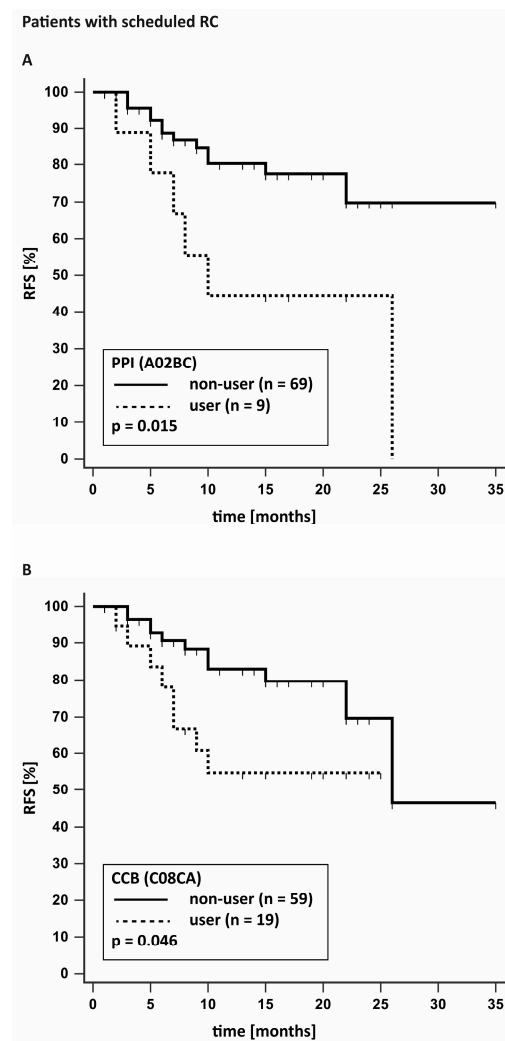 Patients with scheduled RC
A
100
90
80
70
60
50
40
30
20
10
0
RFS [%]
PPI (A02BC)
non-user (n = 69)
user (n = 9)
p = 0.015
0 5 10 15 20 25 30 35
time [months]
B
100
90
80
70
60
50
40
30
20
10
0
RFS [%]
CCB (C08CA)
non-user (n = 59)
user (n = 19)
p = 0.046
0 5 10 15 20 25 30 35
time [months]